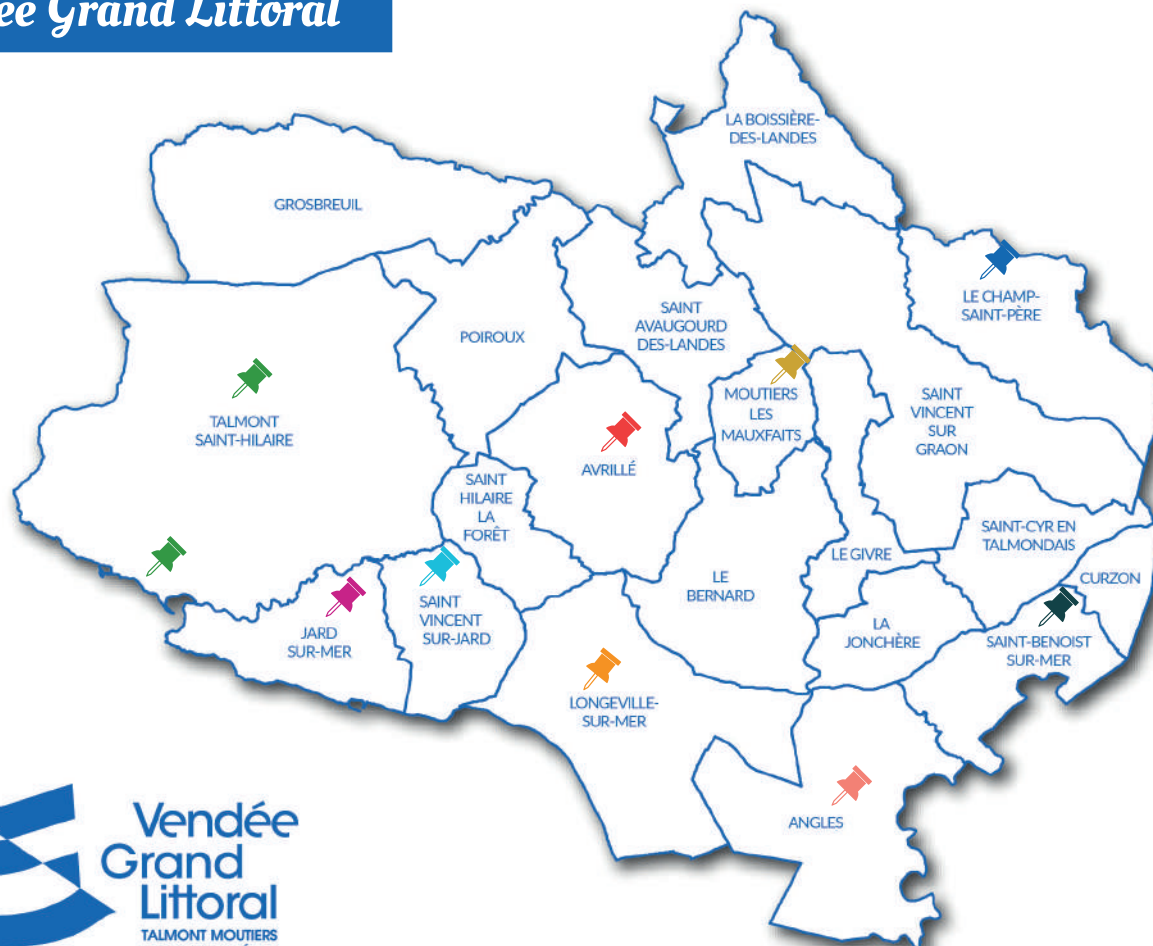 Grand Littoral
LA BOISSIÈRE-
DES-LANDES
GROSBREUIL
LE CHAMP-
SAINT-PÈRE
SAINT
AVAUGOURD
DES-LANDES
POIROUX
MOUTIERS
LES
MAUXFAITS
SAINT
VINCENT
SUR
GRAON
TALMONT
SAINT-HILAIRE
AVRILLÉ
SAINT
HILAIRE
LA
FORÊT
SAINT-CYR EN
TALMONDAIS
LE GIVRE
CURZON
LE
BERNARD
SAINT
VINCENT
SUR-JARD
JARD
SUR-MER
LA
JONCHÈRE
SAINT-BENOIST
SUR-MER
LONGEVILLE-
SUR-MER
ANGLES
Vendée
Grand
Littoral
TALMONT MOUTIERS